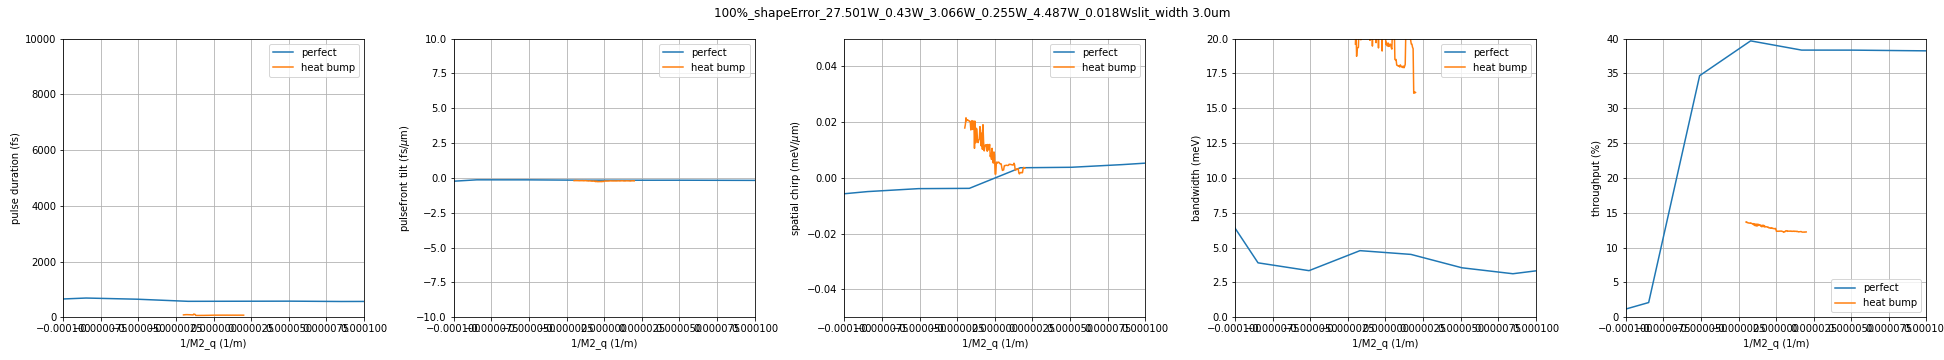 100%_shapeError_27.501W_0.43W_3.066W_0.255W_4.487W_0.018Wslit_width 3.0um
pulse duration (fs)
10000
8000
6000
4000
2000
0
perfect
heat bump
1/M2_q (1/m)
pulsefront tilt (fs/μm)
10.0
7.5
5.0
2.5
0.0
−2.5
−5.0
−7.5
−10.0
perfect
heat bump
1/M2_q (1/m)
spatial chirp (meV/μm)
0.04
0.02
0.00
−0.02
−0.04
perfect
heat bump
1/M2_q (1/m)
bandwidth (meV)
20.0
17.5
15.0
12.5
10.0
7.5
5.0
2.5
0.0
perfect
heat bump
1/M2_q (1/m)
throughput (%)
40
35
30
25
20
15
10
5
0
perfect
heat bump
1/M2_q (1/m)